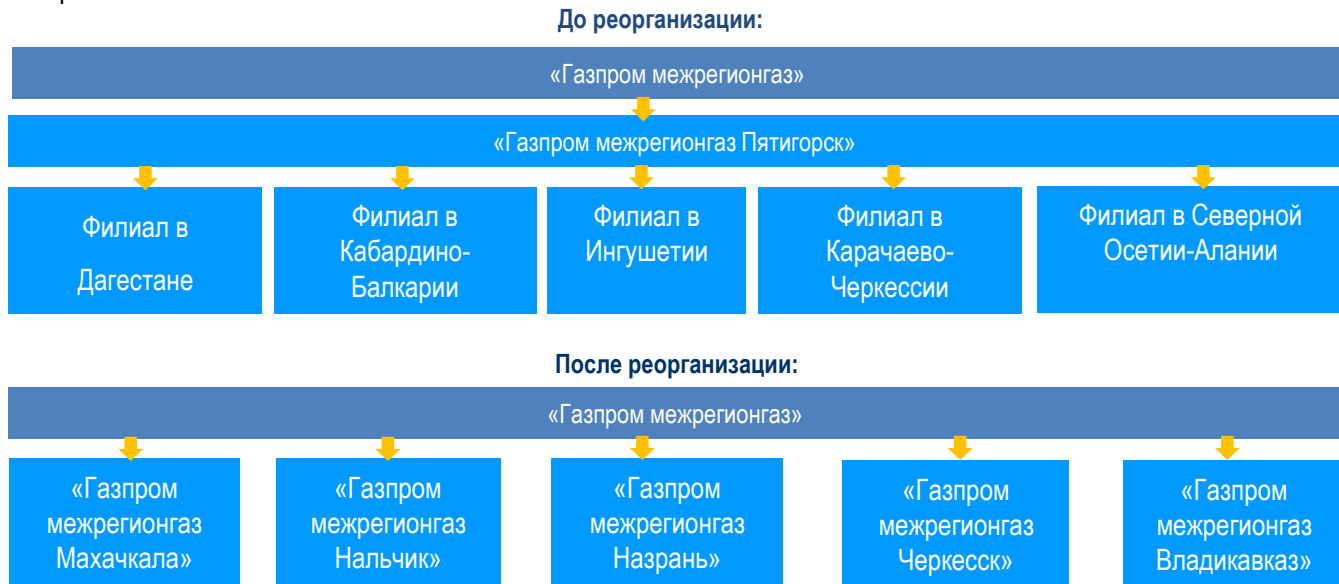 До реорганизации:
«Газпром межрегионгаз»
«Газпром межрегионгаз Пятигорск»
Филиал в
Дагестане
Филиал в
Кабардино-
Балкарии
Филиал в
Ингушетии
Филиал в
Карачаево-
Черкессии
Филиал в Северной
Осетии-Алании
После реорганизации:
«Газпром межрегионгаз»
«Газпром
межрегионгаз
Махачкала»
«Газпром
межрегионгаз
Нальчик»
«Газпром
межрегионгаз
Назрань»
«Газпром
межрегионгаз
Черкесск»
«Газпром
межрегионгаз
Владикавказ»